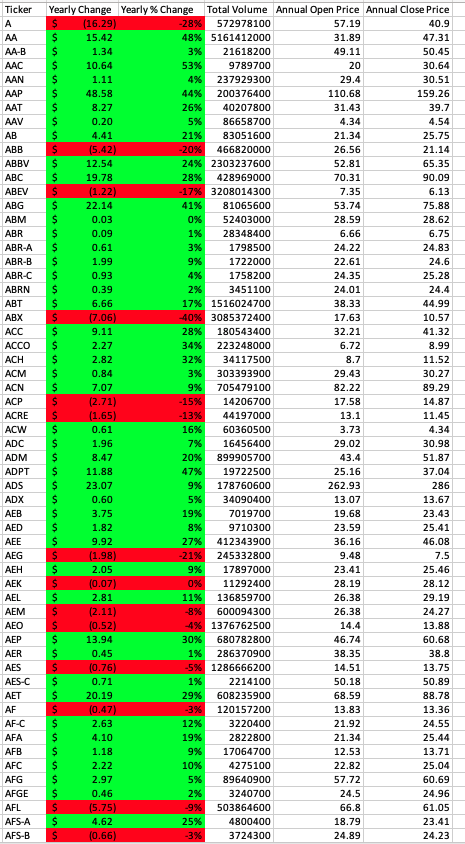 Ticker Yearly Change Yearly % Change Total Volume Annual Open Price Annual Close Price
A $ (16.29) -28% 572978100 57.19 40.9
AA $ 15.42 48% 5161412000 31.89 47.31
AA-B $ 1.34 3% 21618200 49.11 50.45
AAC $ 10.64 53% 9789700 20 30.64
AAN $ 1.11 4% 237929300 29.4 30.51
AAP $ 48.58 44% 200376400 110.68 159.26
AAT $ 8.27 26% 40207800 31.43 39.7
AAV $ 0.20 5% 86658700 4.34 4.54
AB $ 4.41 21% 83051600 21.34 25.75
ABB $ (5.42) -20% 466820000 26.56 21.14
ABBV $ 12.54 24% 2303237600 52.81 65.35
ABC $ 19.78 28% 428969000 70.31 90.09
ABEV $ (1.22) -17% 3208014300 7.35 6.13
ABG $ 22.14 41% 81065600 53.74 75.88
ABM $ 0.03 0% 52403000 28.59 28.62
ABR $ 0.09 1% 28348400 6.66 6.75
ABR-A $ 0.61 3% 1798500 24.22 24.83
ABR-B $ 1.99 9% 1722000 22.61 24.6
ABR-C $ 0.93 4% 1758200 24.35 25.28
ABRN $ 0.39 2% 3451100 24.01 24.4
ABT $ 6.66 17% 1516024700 38.33 44.99
ABX $ (7.06) -40% 3085372400 17.63 10.57
ACC $ 9.11 28% 180543400 32.21 41.32
ACCO $ 2.27 34% 223248000 6.72 8.99
ACH $ 2.82 32% 34117500 8.7 11.52
ACM $ 0.84 3% 303393900 29.43 30.27
ACN $ 7.07 9% 705479100 82.22 89.29
ACP $ (2.71) -15% 14206700 17.58 14.87
ACRE $ (1.65) -13% 44197000 13.1 11.45
ACW $ 0.61 16% 60360500 3.73 4.34
ADC $ 1.96 7% 16456400 29.02 30.98
ADM $ 8.47 20% 899905700 43.4 51.87
ADPT $ 11.88 47% 19722500 25.16 37.04
ADS $ 23.07 9% 178760600 262.93 286
ADX $ 0.60 5% 34090400 13.07 13.67
AEB $ 3.75 19% 7019700 19.68 23.43
AED $ 1.82 8% 9710300 23.59 25.41
AEE $ 9.92 27% 412343900 36.16 46.08
AEG $ (1.98) -21% 245332800 9.48 7.5
AEH $ 2.05 9% 17897000 23.41 25.46
AEK $ (0.07) 0% 11292400 28.19 28.12
AEL $ 2.81 11% 136859700 26.38 29.19
AEM $ (2.11) -8% 600094300 26.38 24.27
AEO $ (0.52) -4% 1376762500 14.4 13.88
AEP $ 13.94 30% 680782800 46.74 60.68
AER $ 0.45 1% 286370900 38.35 38.8
AES $ (0.76) -5% 1286666200 14.51 13.75
AES-C $ 0.71 1% 2214100 50.18 50.89
AET $ 20.19 29% 608235900 68.59 88.78
AF $ (0.47) -3% 120157200 13.83 13.36
AF-C $ 2.63 12% 3220400 21.92 24.55
AFA $ 4.10 19% 2822800 21.34 25.44
AFB $ 1.18 9% 17064700 12.53 13.71
AFC $ 2.22 10% 4275100 22.82 25.04
AFG $ 2.97 5% 89640900 57.72 60.69
AFGE $ 0.46 2% 3240700 24.5 24.96
AFL $ (5.75) -9% 503864600 66.8 61.05
AFS-A $ 4.62 25% 4800400 18.79 23.41
AFS-B $ (0.66) -3% 3724300 24.89 24.23